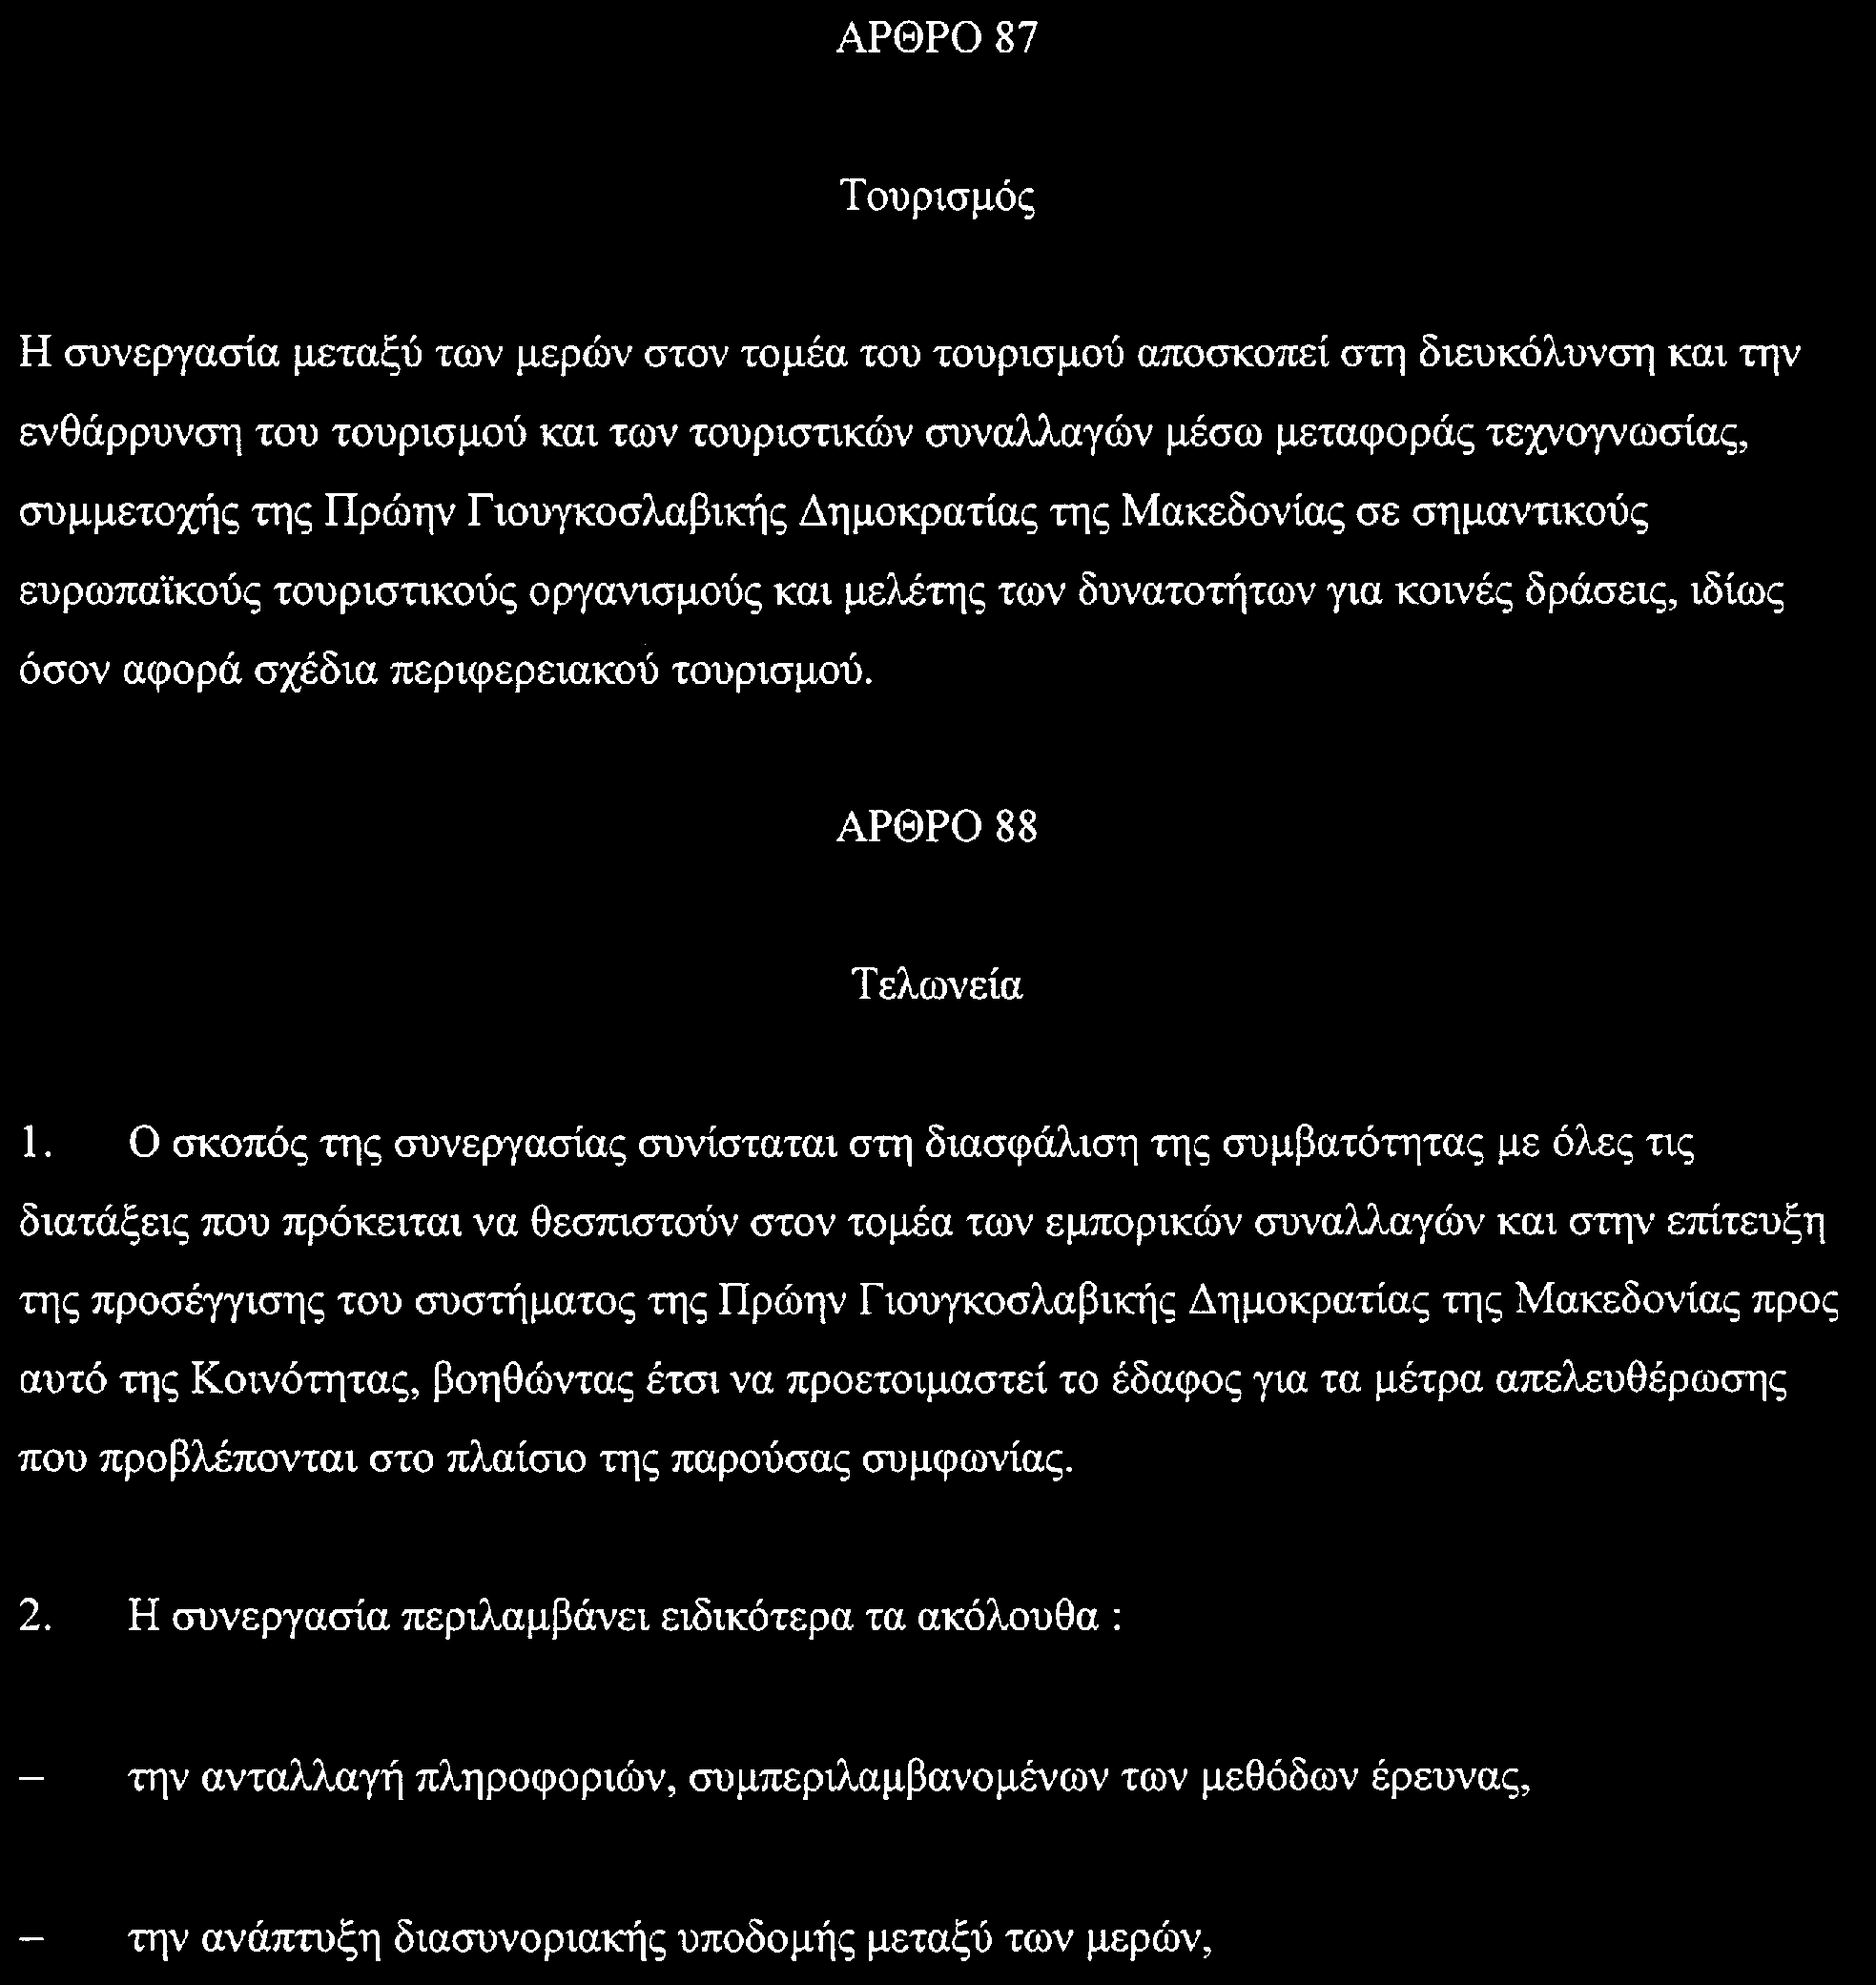 ΑΡΘΡΟ 87
Τουρισμός
Η συνεργασία μεταξύ των μερών στον τομέα του τουρισμού αποσκοπεί στη διευκόλυνση και την
ενθάρρυνση του τουρισμού και των τουριστικών συναλλαγών μέσω μεταφοράς τεχνογνωσίας,
συμμετοχής της Πρώην Γιουγκοσλαβικής Δημοκρατίας της Μακεδονίας σε σημαντικούς
ευρωπαϊκούς τουριστικούς οργανισμούς και μελέτης των δυνατοτήτων για κοινές δράσεις, ιδίως
όσον αφορά σχέδια περιφερειακού τουρισμού.
ΑΡΘΡΟ 88
Τελωνεία
1. Ο σκοπός της συνεργασίας συνίσταται στη διασφάλιση της συμβατότητας με όλες τις
διατάξεις που πρόκειται να θεσπιστούν στον τομέα των εμπορικών συναλλαγών και στην επίτευξη
της προσέγγισης του συστήματος της Πρώην Γιουγκοσλαβικής Δημοκρατίας της Μακεδονίας προς
αυτό της Κοινότητας, βοηθώντας έτσι να προετοιμαστεί το έδαφος για τα μέτρα απελευθέρωσης
που προβλέπονται στο πλαίσιο της παρούσας συμφωνίας.
2. Η συνεργασία περιλαμβάνει ειδικότερα τα ακόλουθα :
– την ανταλλαγή πληροφοριών, συμπεριλαμβανομένων των μεθόδων έρευνας,
– την ανάπτυξη διασυνοριακής υποδομής μεταξύ των μερών,